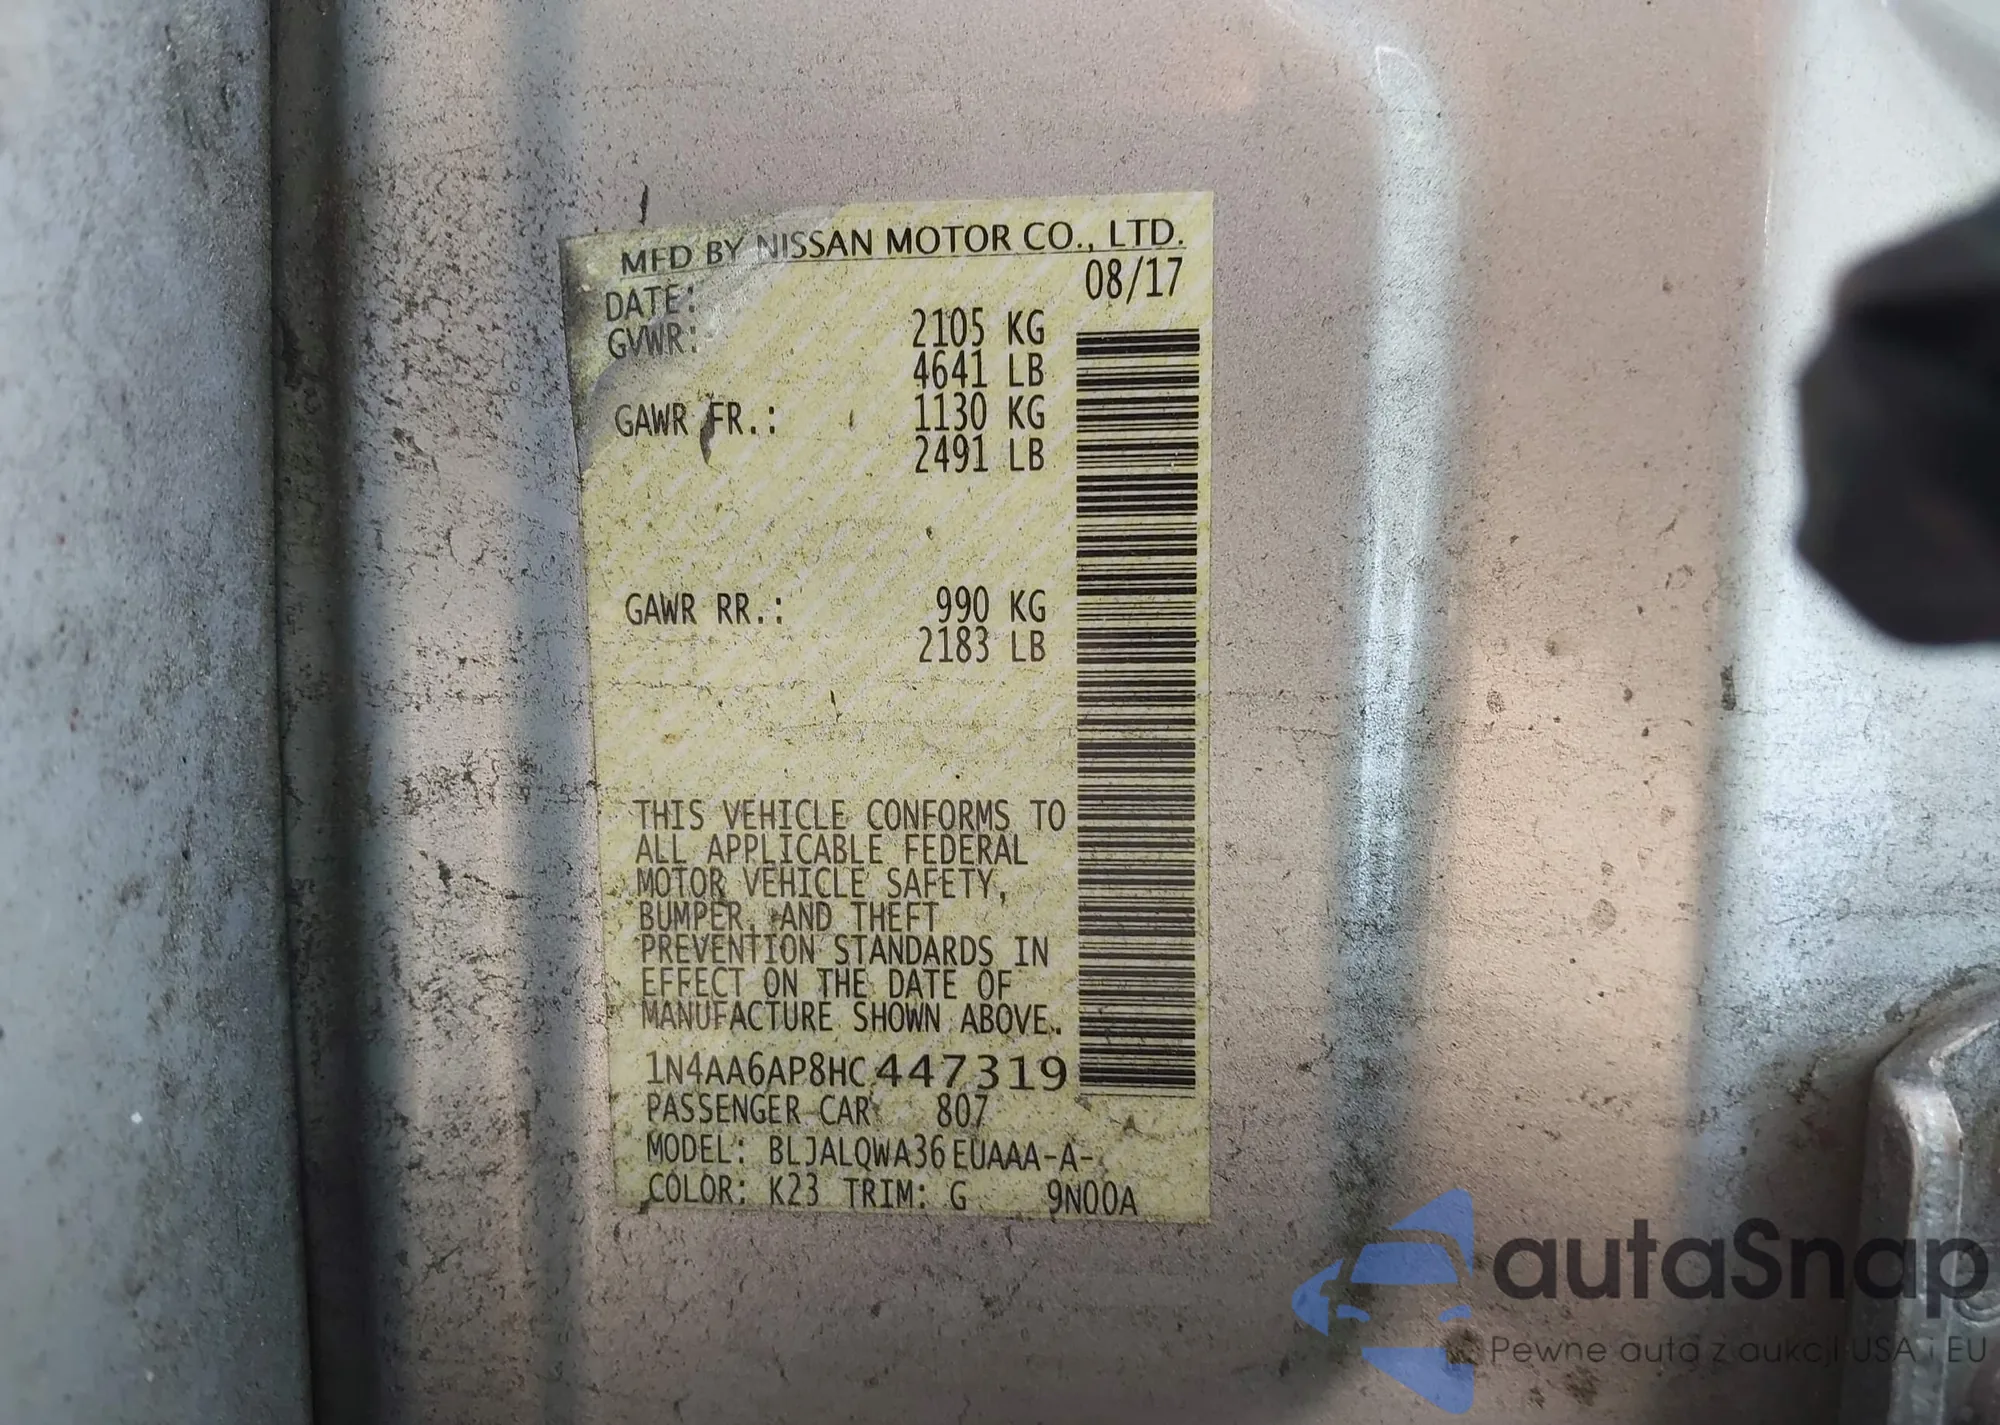 MFD BY NISSAN MOTOR CO., LTD.
DATE: 08/17
GVWR: 2105 KG
4641 LB
GAWR FR.: 1130 KG
2491 LB
GAWR RR.: 990 KG
2183 LB
THIS VEHICLE CONFORMS TO
ALL APPLICABLE FEDERAL
MOTOR VEHICLE SAFETY,
BUMPER, AND THEFT
PREVENTION STANDARDS IN
EFFECT ON THE DATE OF
MANUFACTURE SHOWN ABOVE.
1N4AA6AP8HC447319
PASSENGER CAR 807
MODEL: BLJALQWA36EUAAA-A-
COLOR: K23 TRIM: G 9N00A
autaSnap
Pewne auta z aukcji USA i EU